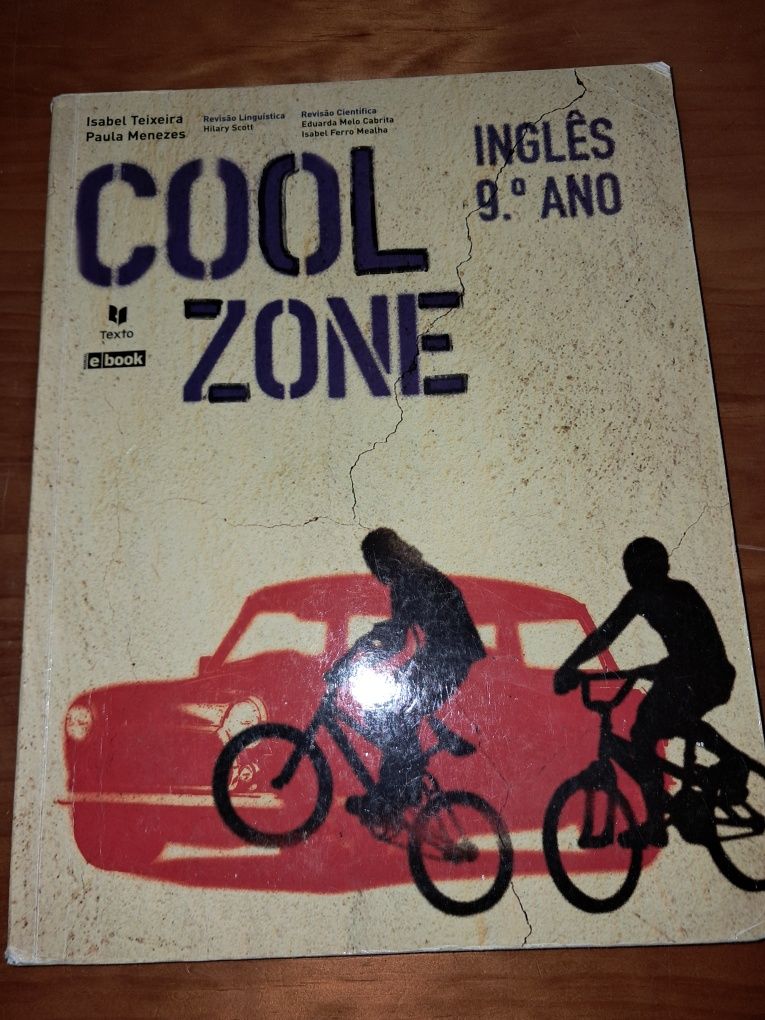 Isabel Teixeira
Paula Menezes
Revisão Linguística
Hilary Scott
Revisão Científica
Eduarda Melo Cabrita
Isabel Ferro Mealha
INGLÊS
9.º ANO
COOL
ZONE
Texto
e book